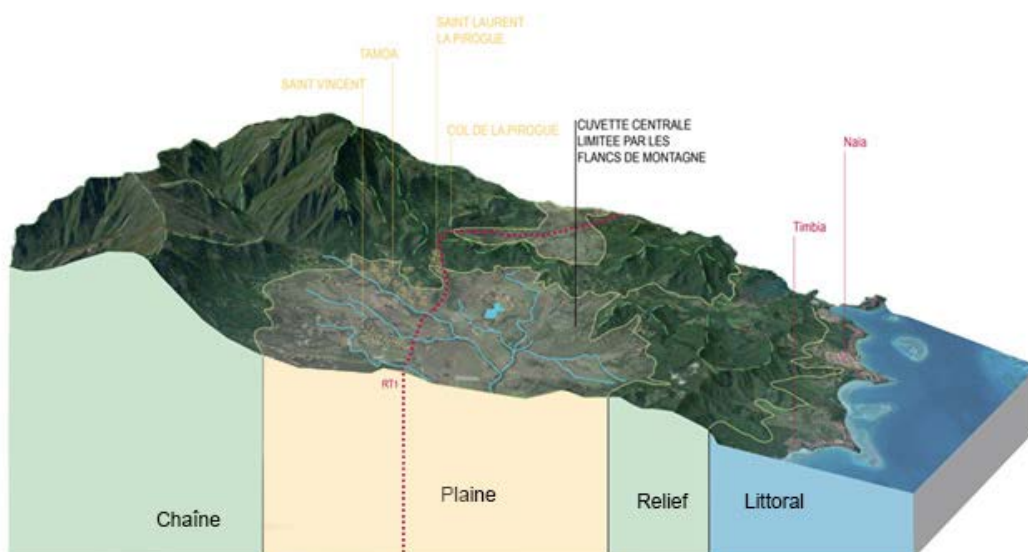 SAINT LAURENT
LA PIROGUE
TAMOA
SAINT VINCENT
COL DE LA PIROGUE
CUVETTE CENTRALE
LIMITEE PAR LES
FLANCS DE MONTAGNE
Naïa
Timbia
RT1
Chaîne
Plaine
Relief
Littoral